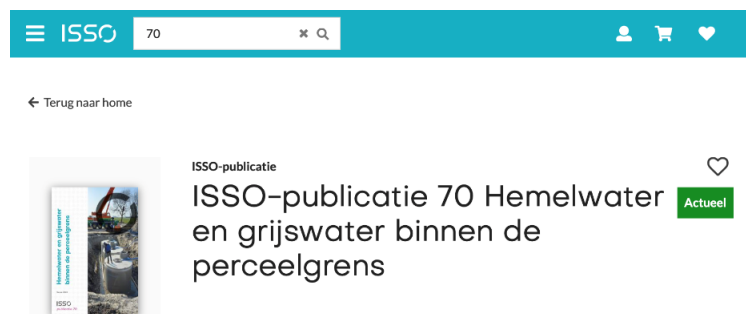 ISSO
70
Terug naar home
ISSO-publicatie
ISSO-publicatie 70 Hemelwater
en grijswater binnen de
perceelgrens
Actueel
Hemelwater en grijswater
binnen de perceelgrens
ISSO